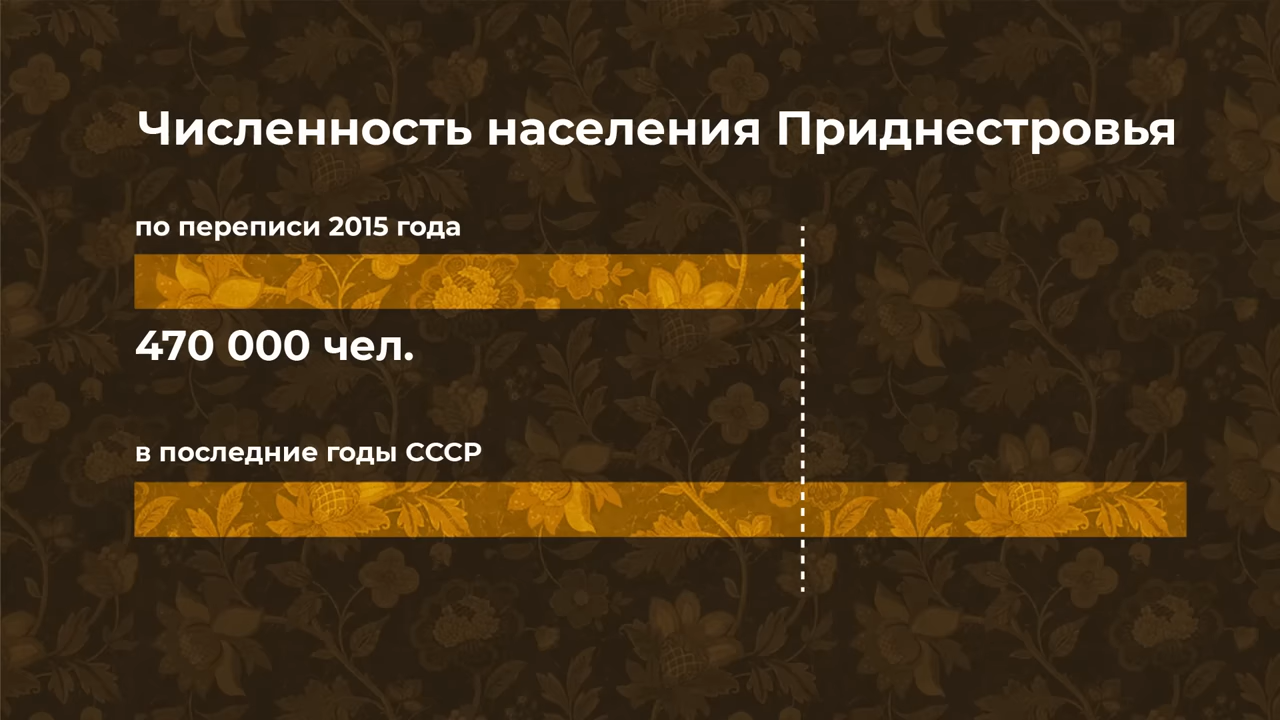 Численность населения Приднестровья
по переписи 2015 года
470 000 чел.
в последние годы СССР